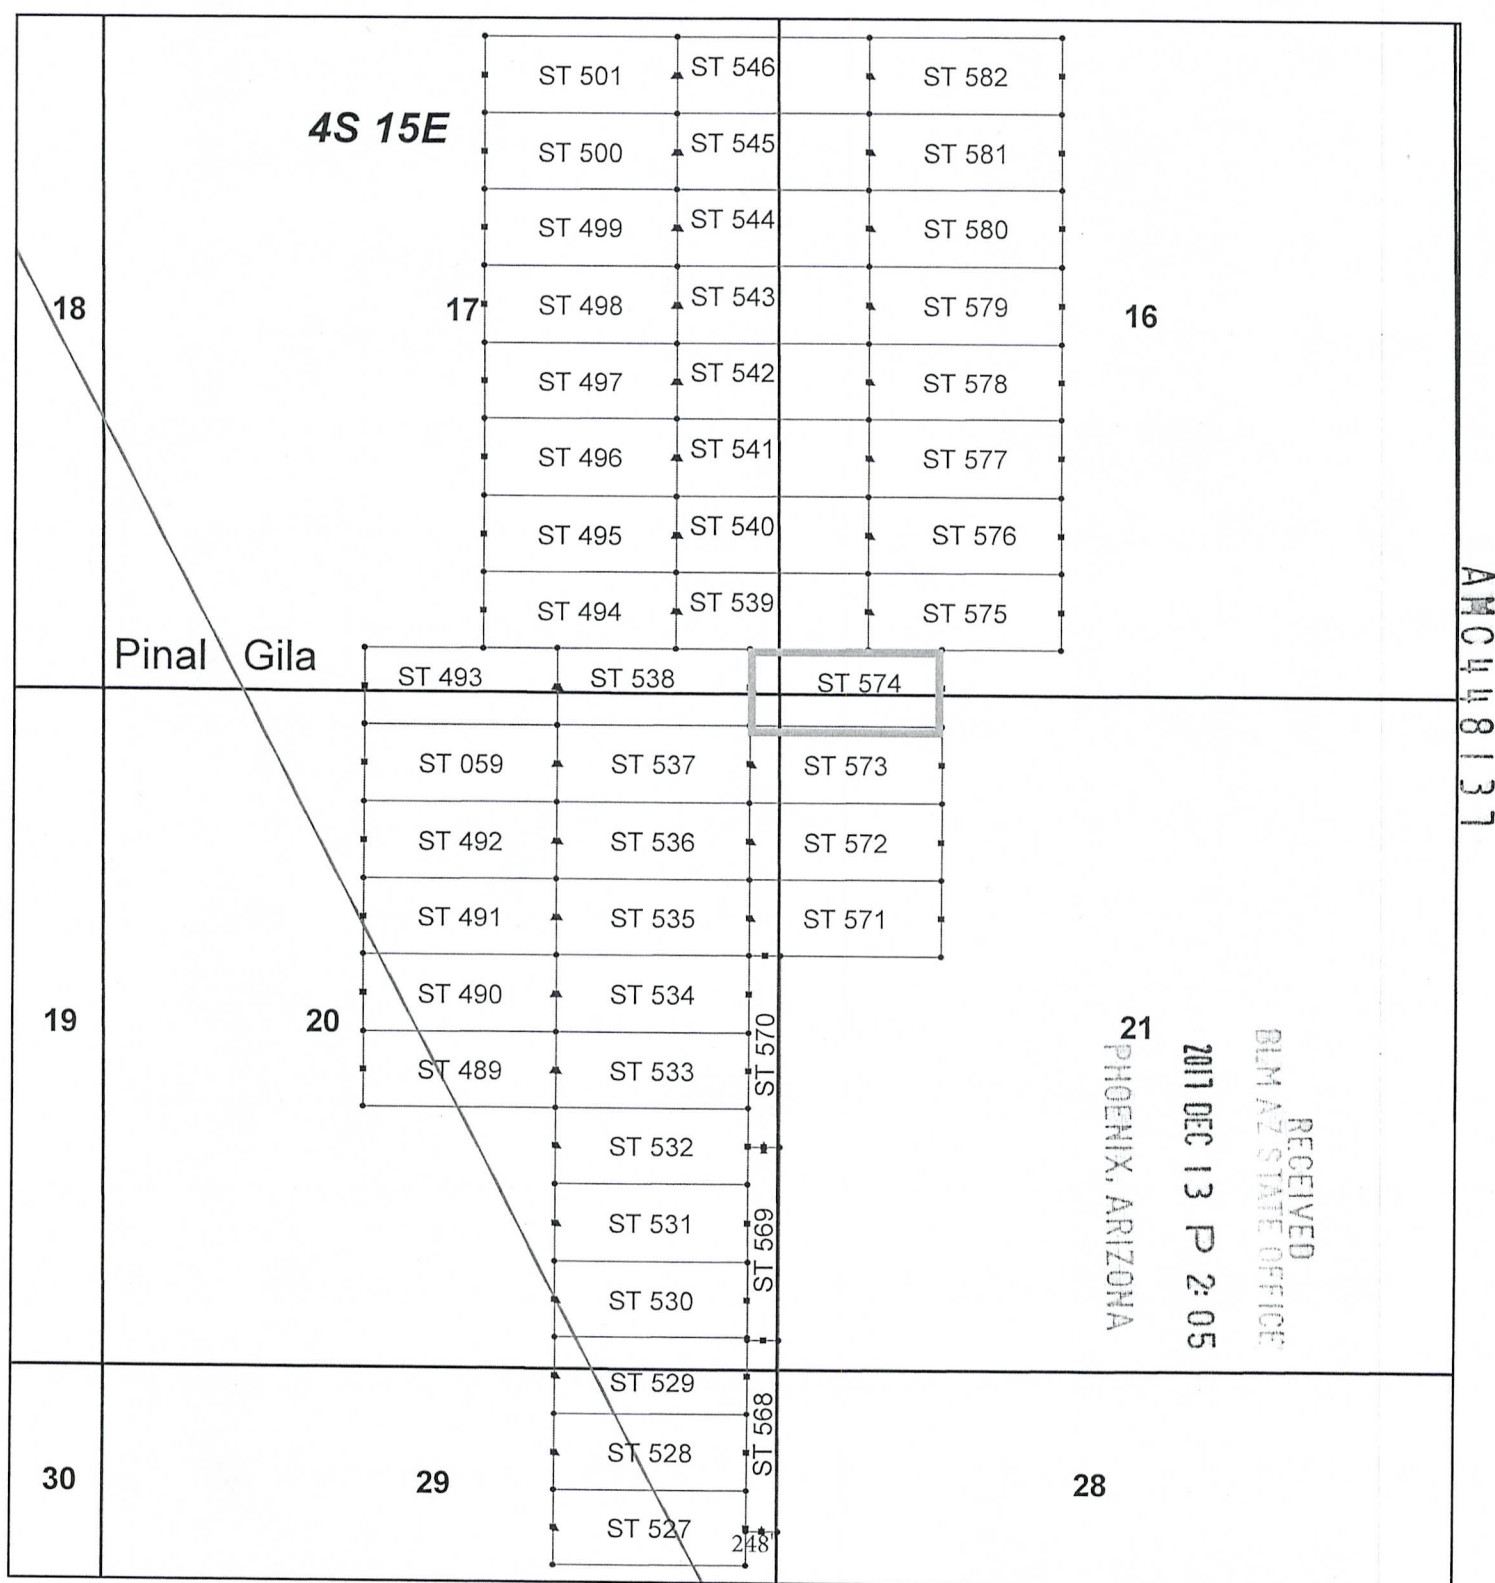 ST 501
ST 546
ST 582
4S 15E
ST 500
ST 545
ST 581
ST 499
ST 544
ST 580
18
17
ST 498
ST 543
ST 579
16
ST 497
ST 542
ST 578
ST 496
ST 541
ST 577
ST 495
ST 540
ST 576
ST 494
ST 539
ST 575
Pinal Gila
ST 493
ST 538
ST 574
AMC448137
ST 059
ST 537
ST 573
ST 492
ST 536
ST 572
ST 491
ST 535
ST 571
19
20
ST 490
ST 534
ST 570
21
ST 489
ST 533
ST 532
ST 531
ST 569
ST 530
RECEIVED
BLM AZ STATE OFFICE
2017 DEC 13 P 2:05
PHOENIX, ARIZONA
ST 529
ST 568
30
29
ST 528
28
ST 527
248'